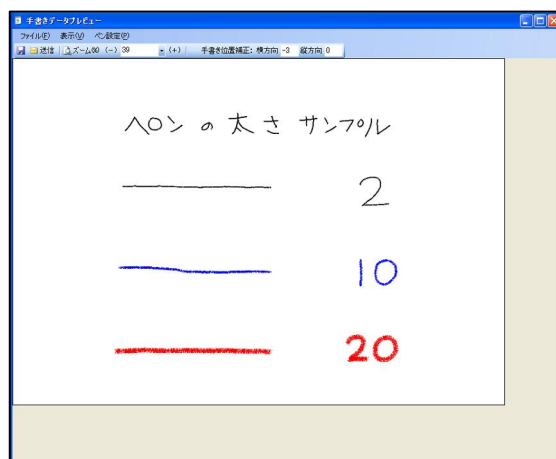 手書きデータプレビュー
ファイル(F) 表示(V) ペン設定(P)
送信 ズーム(Z) (-) 39 (+) 手書き位置補正: 横方向 -3 縦方向 0
ペロンの太さ サンプル
2
10
20